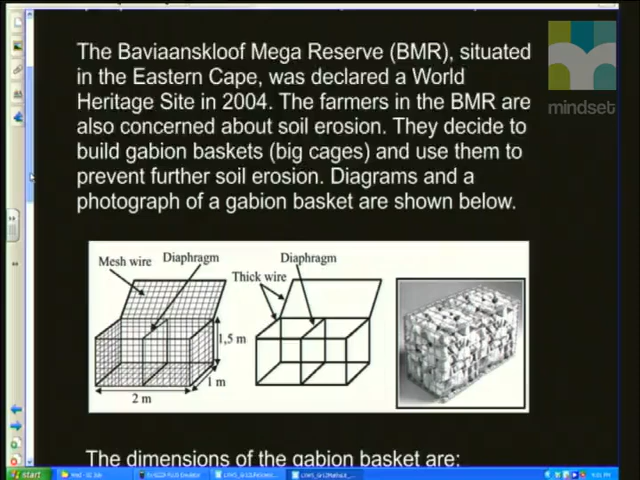 The Baviaanskloof Mega Reserve (BMR), situated
in the Eastern Cape, was declared a World
Heritage Site in 2004. The farmers in the BMR are
also concerned about soil erosion. They decide to
build gabion baskets (big cages) and use them to
prevent further soil erosion. Diagrams and a
photograph of a gabion basket are shown below.
mindset
Mesh wire
Diaphragm
Diaphragm
Thick wire
1,5 m
1 m
2 m
The dimensions of the gabion basket are:
start